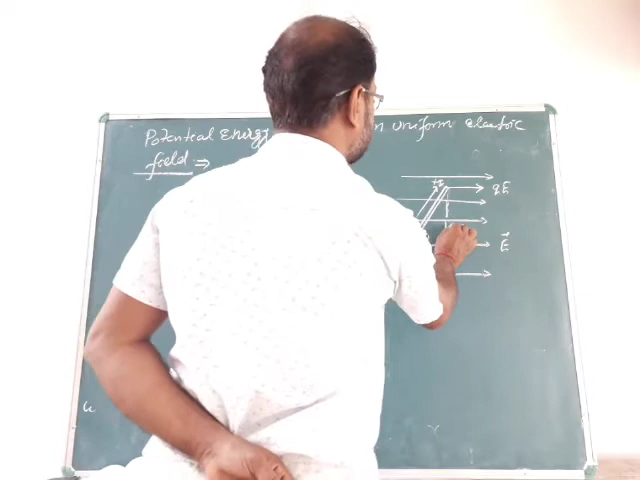 Potential Energy n uniform electric
field ⇒
+q
qE
E